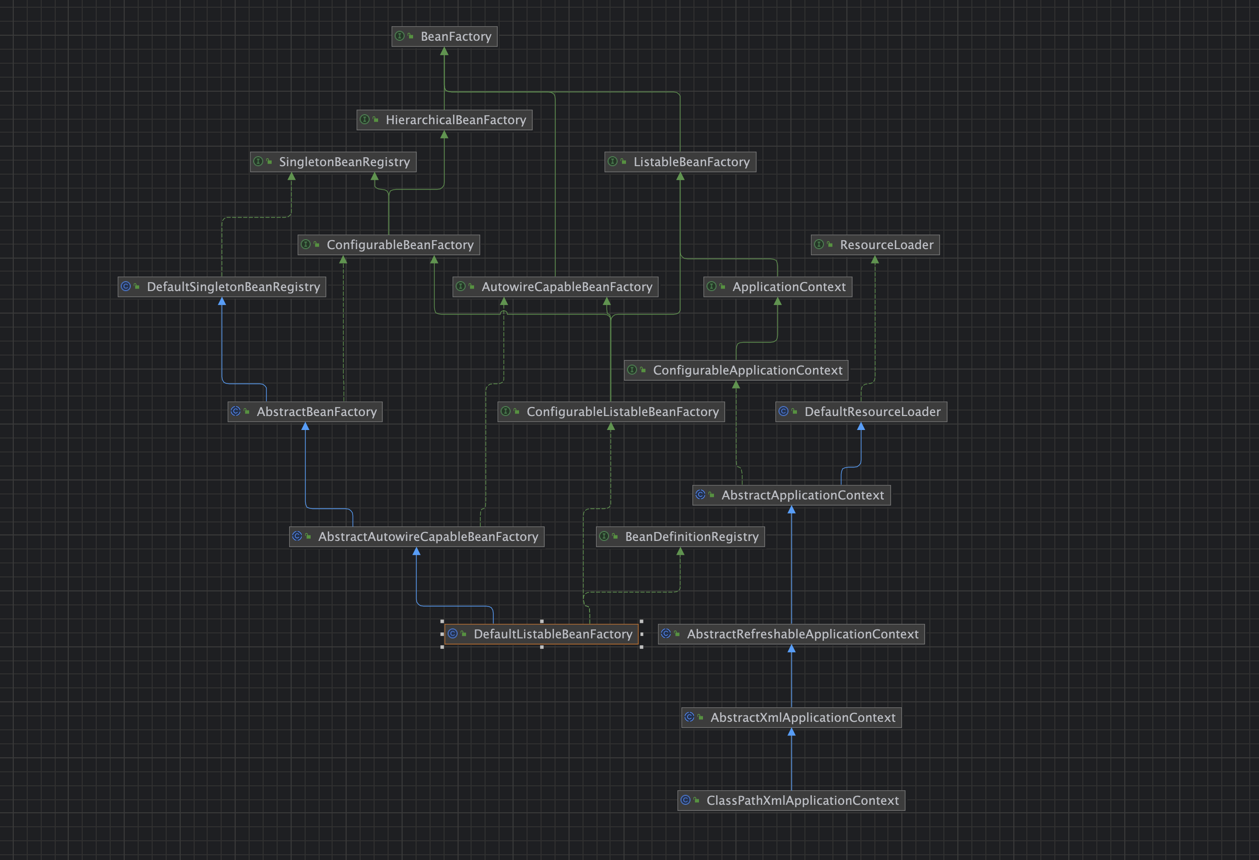 BeanFactory
HierarchicalBeanFactory
SingletonBeanRegistry
ListableBeanFactory
ConfigurableBeanFactory
ResourceLoader
DefaultSingletonBeanRegistry
AutowireCapableBeanFactory
ApplicationContext
ConfigurableApplicationContext
AbstractBeanFactory
ConfigurableListableBeanFactory
DefaultResourceLoader
AbstractApplicationContext
AbstractAutowireCapableBeanFactory
BeanDefinitionRegistry
DefaultListableBeanFactory
AbstractRefreshableApplicationContext
AbstractXmlApplicationContext
ClassPathXmlApplicationContext